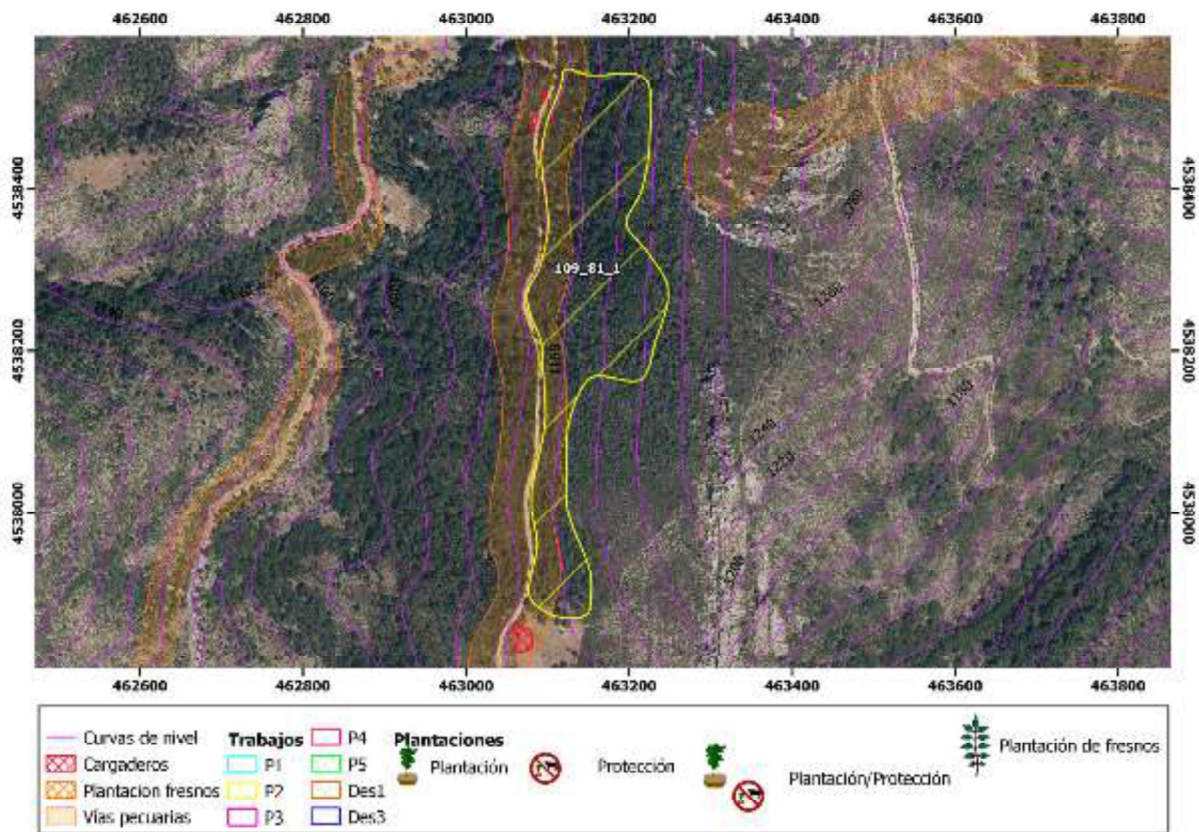 462600 462800 463000 463200 463400 463600 463800
4538400 4538400
109_81_1
4538200 4538200
1240
4538000 4538000
462600 462800 463000 463200 463400 463600 463800
Curvas de nivel Trabajos P4 Plantaciones
Cargaderos P1 P5 Plantación Protección Plantación/Protección Plantación de fresnos
Plantacion fresnos P2 Des1
Vías pecuarias P3 Des3